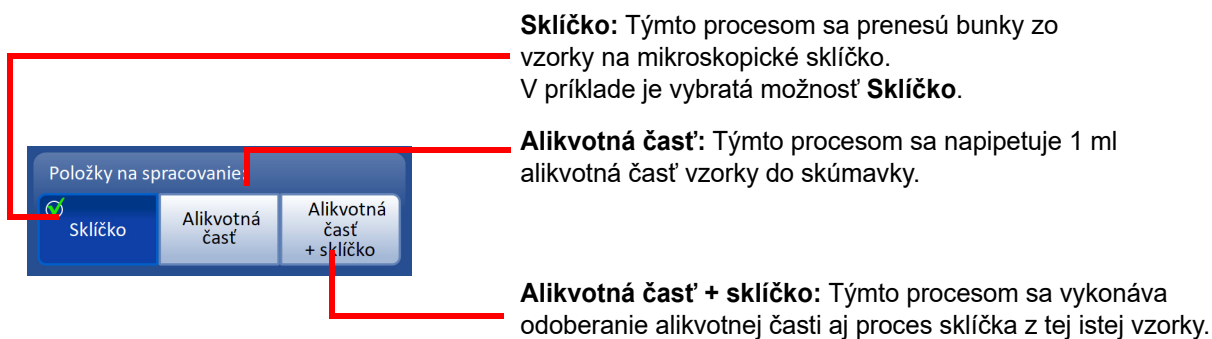 Sklíčko: Týmto procesom sa prenesú bunky zo
vzorky na mikroskopické sklíčko.
V príklade je vybratá možnosť Sklíčko.
Alikvotná časť: Týmto procesom sa napipetuje 1 ml
alikvotná časť vzorky do skúmavky.
Položky na spracovanie:
Sklíčko
Alikvotná
časť
Alikvotná
časť
+ sklíčko
Alikvotná časť + sklíčko: Týmto procesom sa vykonáva
odoberanie alikvotnej časti aj proces sklíčka z tej istej vzorky.